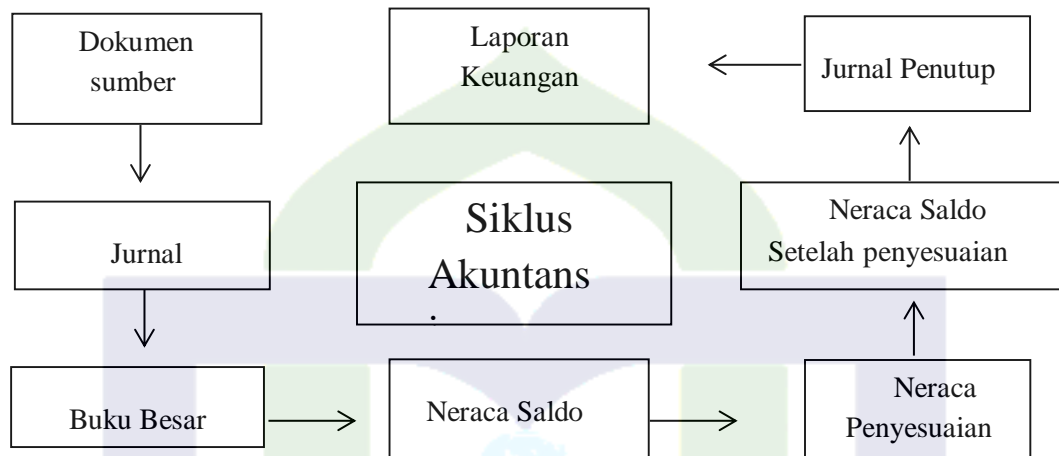 Dokumen
sumber
Laporan
Keuangan
Jurnal Penutup
Jurnal
Siklus
Akuntans
Neraca Saldo
Setelah penyesuaian
Buku Besar
Neraca Saldo
Neraca
Penyesuaian